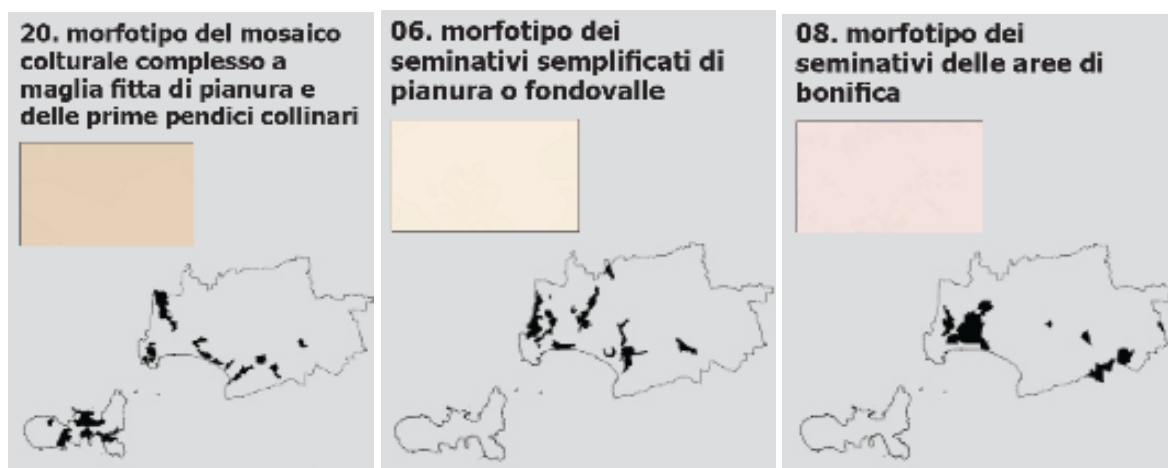 20. morfotipo del mosaico
colturale complesso a
maglia fitta di pianura e
delle prime pendici collinari
06. morfotipo dei
seminativi semplificati di
pianura o fondovalle
08. morfotipo dei
seminativi delle aree di
bonifica